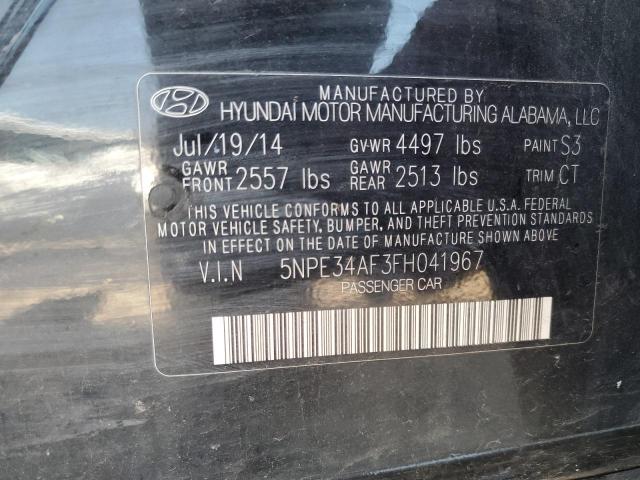 MANUFACTURED BY
HYUNDAI MOTOR MANUFACTURING ALABAMA, LLC
Jul/19/14 GVWR 4497 lbs PAINT S3
GAWR FRONT 2557 lbs GAWR REAR 2513 lbs TRIM CT
THIS VEHICLE CONFORMS TO ALL APPLICABLE U.S.A. FEDERAL
MOTOR VEHICLE SAFETY, BUMPER, AND THEFT PREVENTION STANDARDS
IN EFFECT ON THE DATE OF MANUFACTURE SHOWN ABOVE.
V.I.N 5NPE34AF3FH041967
PASSENGER CAR